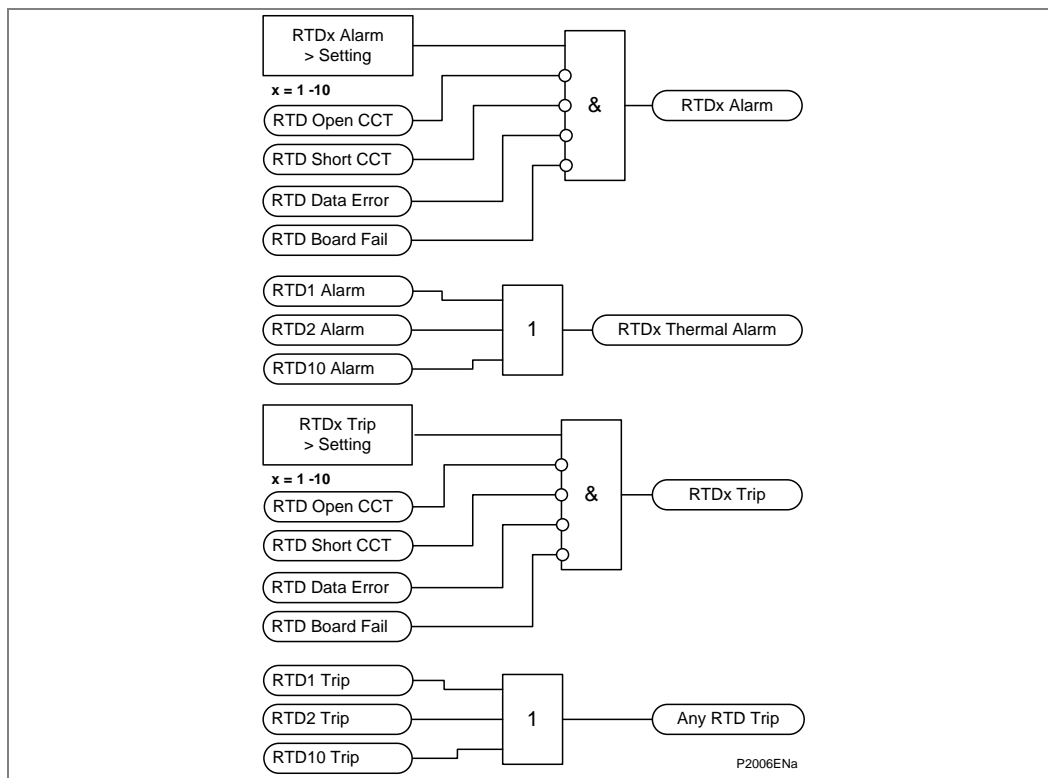 RTDx Alarm
> Setting
x = 1 -10
RTD Open CCT
RTD Short CCT
RTD Data Error
RTD Board Fail
&
RTDx Alarm
RTD1 Alarm
RTD2 Alarm
RTD10 Alarm
1
RTDx Thermal Alarm
RTDx Trip
> Setting
x = 1 -10
RTD Open CCT
RTD Short CCT
RTD Data Error
RTD Board Fail
&
RTDx Trip
RTD1 Trip
RTD2 Trip
RTD10 Trip
1
Any RTD Trip
P2006ENa